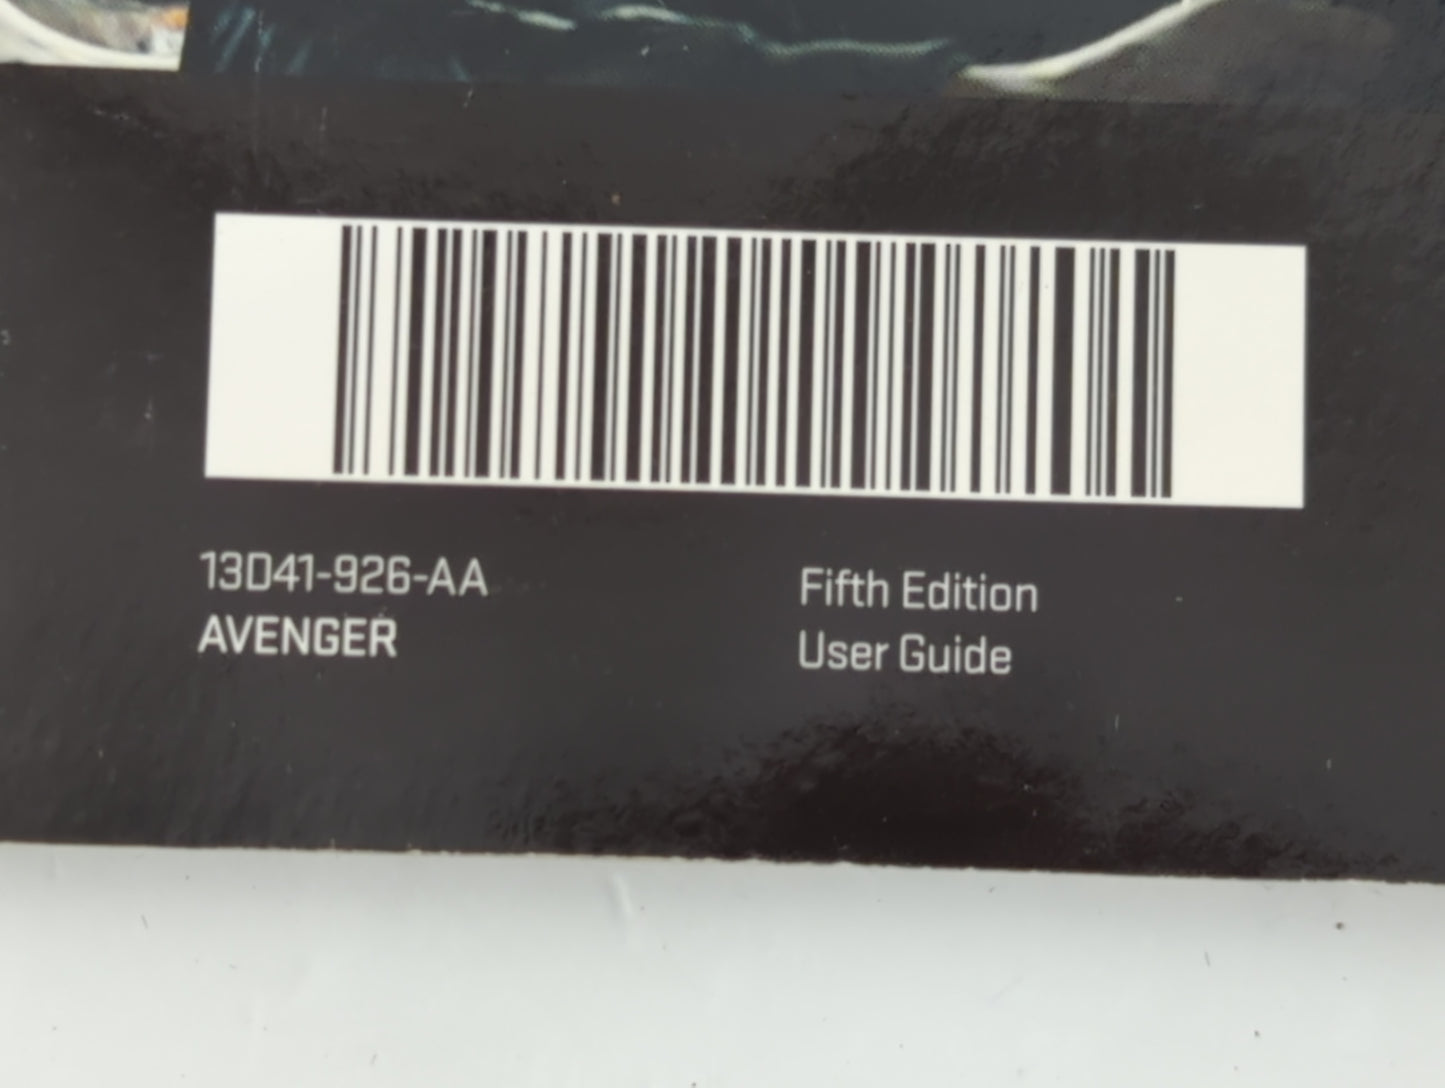 13D41-926-AA
AVENGER
Fifth Edition
User Guide